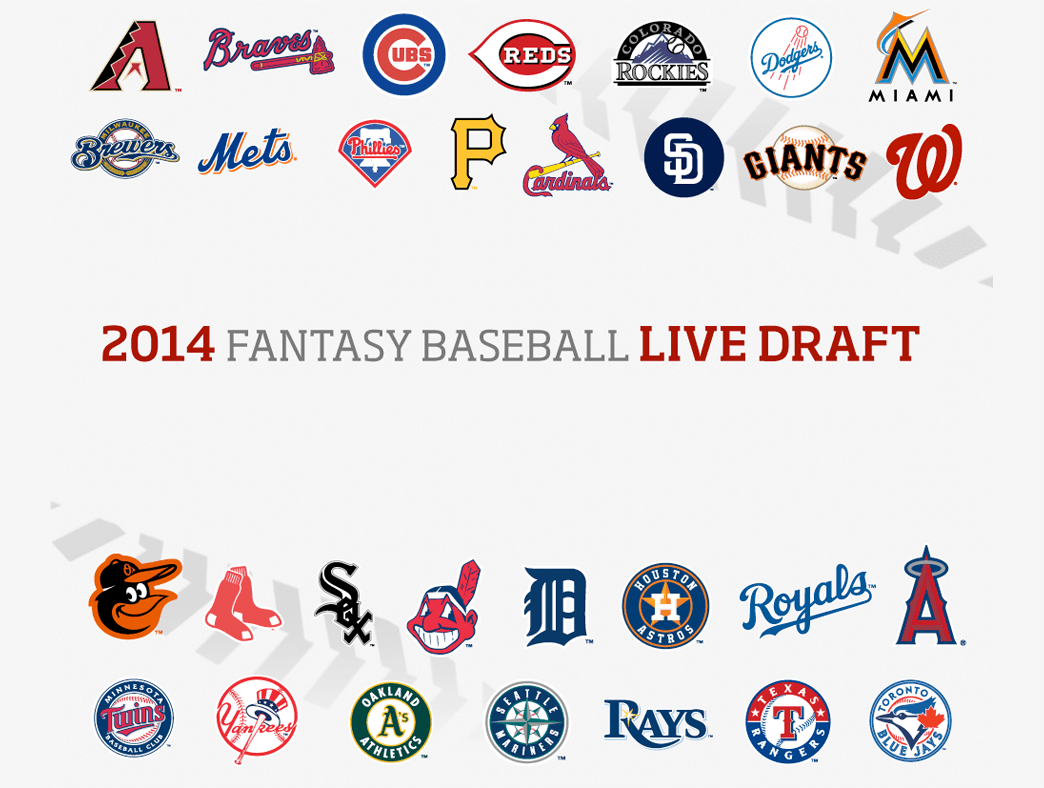 A Braves CUBS REDS COLORADO ROCKIES Dodgers M MIAMI
MILWAUKEE Brewers Mets Phillies P Cardinals SD GIANTS W
2014 FANTASY BASEBALL LIVE DRAFT
Sox D HOUSTON H ASTROS Royals A
MINNESOTA Twins BASEBALL CLUB Yankees OAKLAND A's ATHLETICS SEATTLE MARINERS RAYS TEXAS T RANGERS TORONTO BLUE JAYS